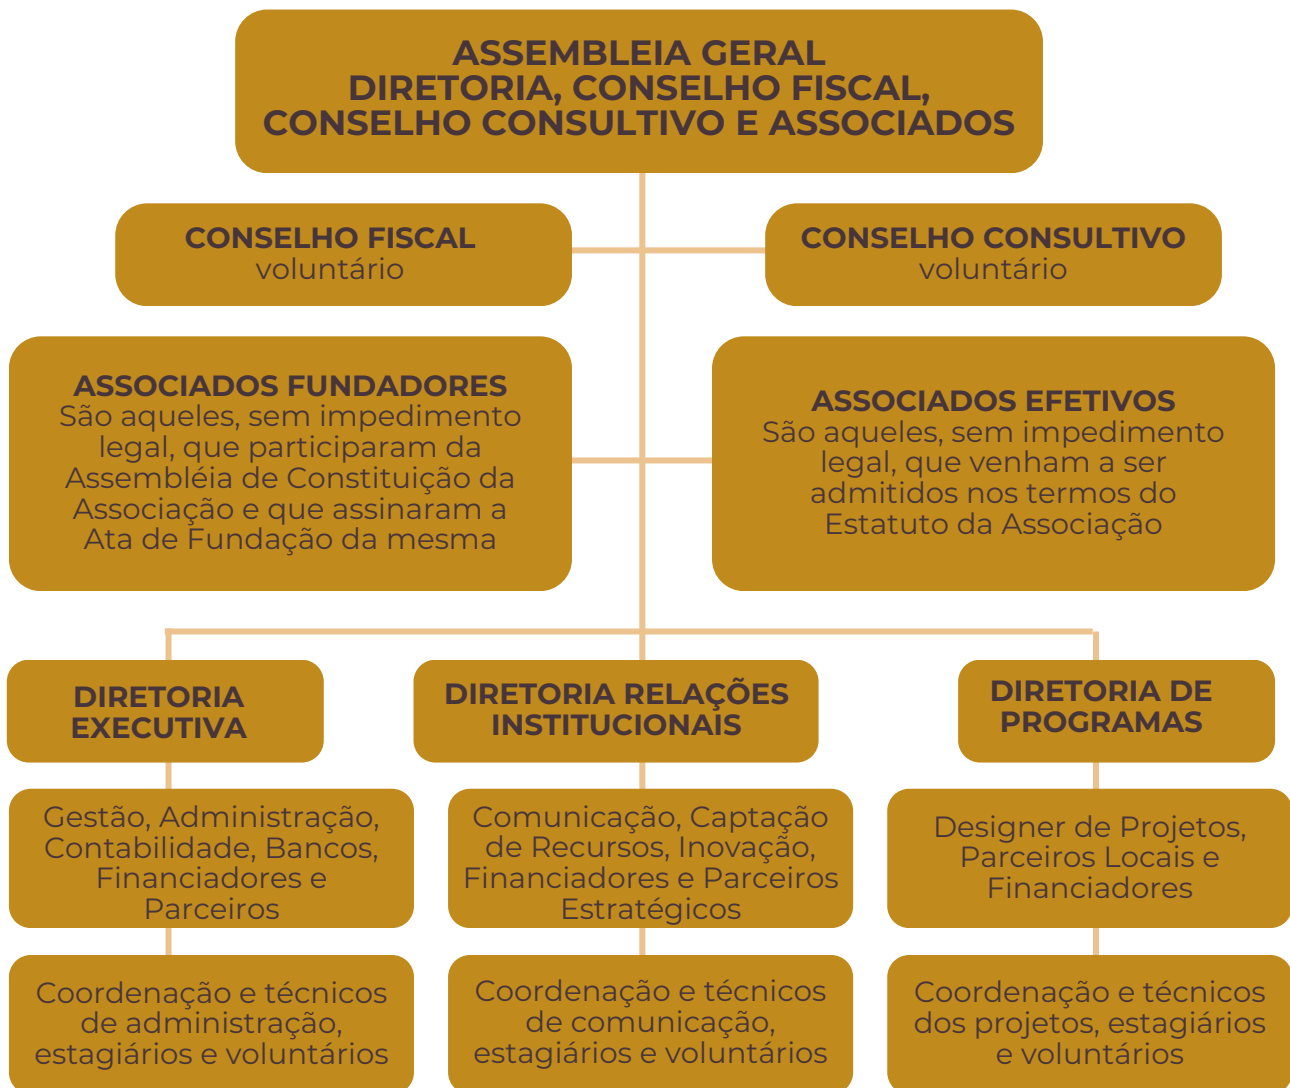 ASSEMBLEIA GERAL
DIRETORIA, CONSELHO FISCAL,
CONSELHO CONSULTIVO E ASSOCIADOS
CONSELHO FISCAL
voluntário
CONSELHO CONSULTIVO
voluntário
ASSOCIADOS FUNDADORES
São aqueles, sem impedimento
legal, que participaram da
Assembléia de Constituição da
Associação e que assinaram a
Ata de Fundação da mesma
ASSOCIADOS EFETIVOS
São aqueles, sem impedimento
legal, que venham a ser
admitidos nos termos do
Estatuto da Associação
DIRETORIA
EXECUTIVA
DIRETORIA RELAÇÕES
INSTITUCIONAIS
DIRETORIA DE
PROGRAMAS
Gestão, Administração,
Contabilidade, Bancos,
Financiadores e
Parceiros
Comunicação, Captação
de Recursos, Inovação,
Financiadores e Parceiros
Estratégicos
Designer de Projetos,
Parceiros Locais e
Financiadores
Coordenação e técnicos
de administração,
estagiários e voluntários
Coordenação e técnicos
de comunicação,
estagiários e voluntários
Coordenação e técnicos
dos projetos, estagiários
e voluntários